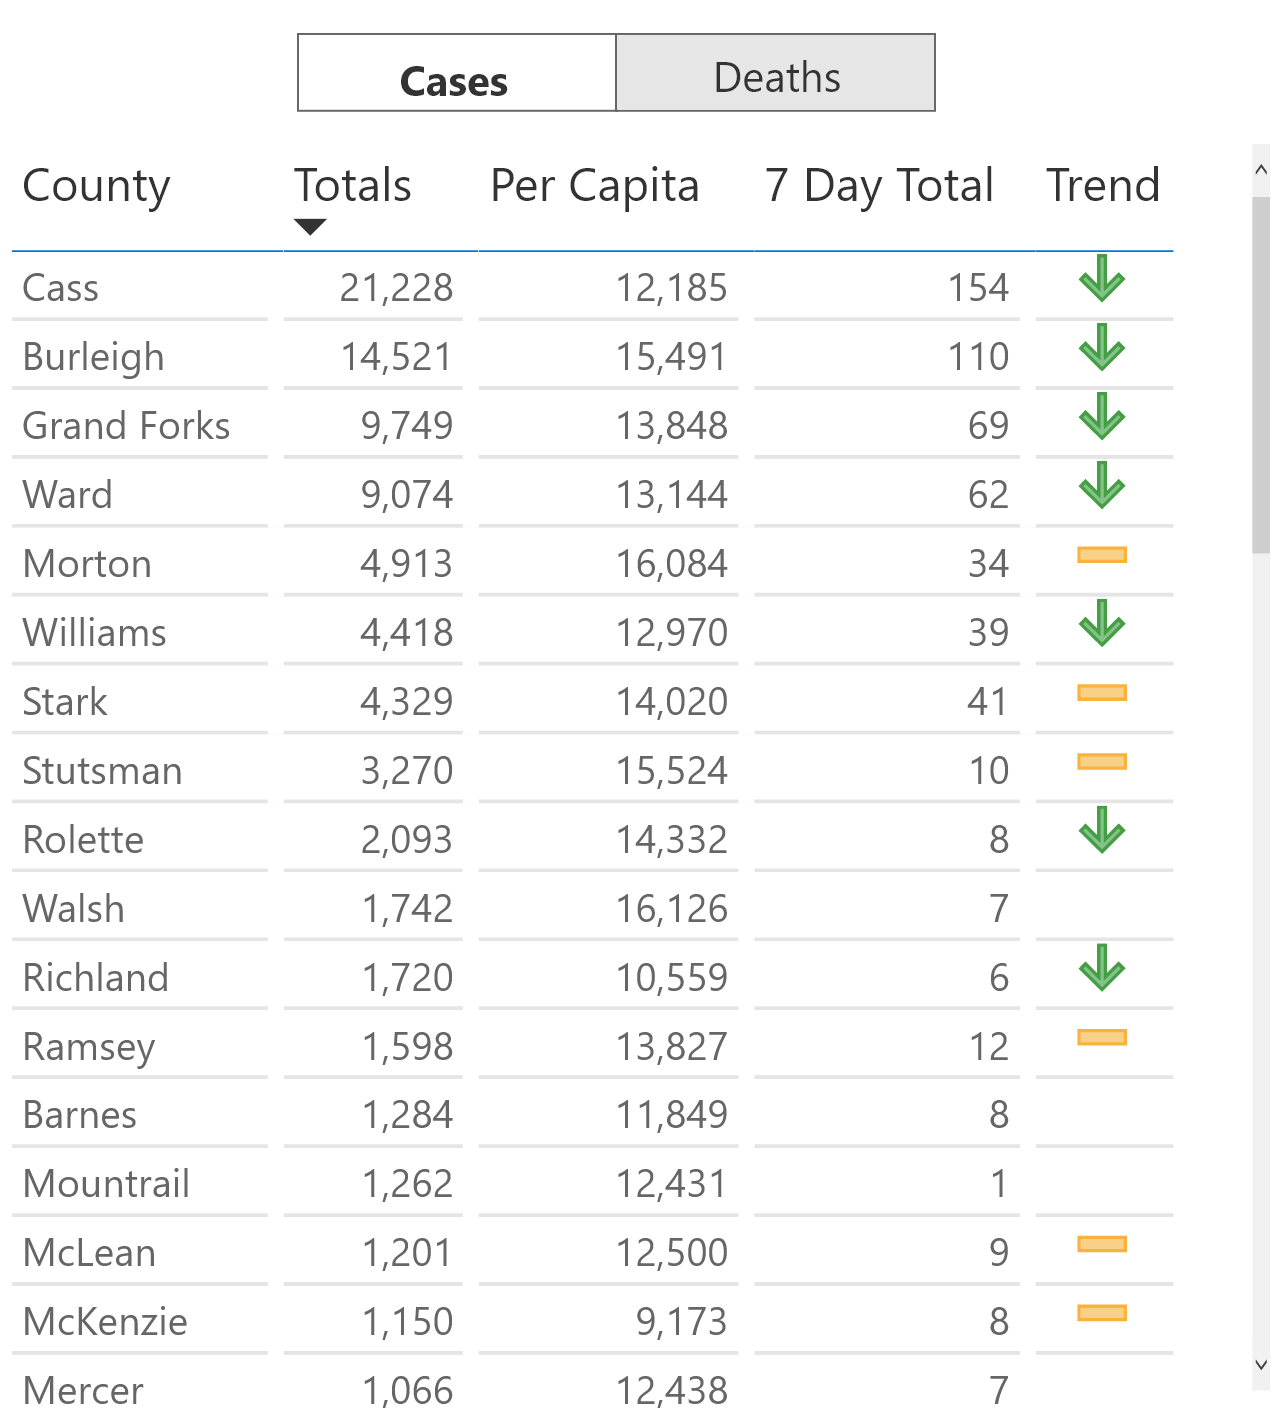 Cases Deaths
County Totals Per Capita 7 Day Total Trend
Cass 21,228 12,185 154
Burleigh 14,521 15,491 110
Grand Forks 9,749 13,848 69
Ward 9,074 13,144 62
Morton 4,913 16,084 34
Williams 4,418 12,970 39
Stark 4,329 14,020 41
Stutsman 3,270 15,524 10
Rolette 2,093 14,332 8
Walsh 1,742 16,126 7
Richland 1,720 10,559 6
Ramsey 1,598 13,827 12
Barnes 1,284 11,849 8
Mountrail 1,262 12,431 1
McLean 1,201 12,500 9
McKenzie 1,150 9,173 8
Mercer 1,066 12,438 7